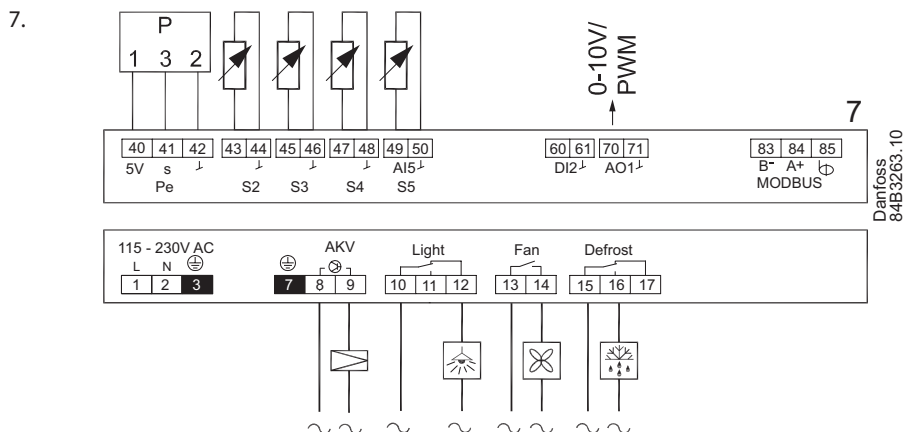 7.
P
1 3 2
0-10V/
PWM
7
40 41 42 43 44 45 46 47 48 49 50 60 61 70 71 83 84 85
5V s AI5 DI2 AO1 B- A+
Pe S2 S3 S4 S5 MODBUS
Danfoss
84B3263.10
115 - 230V AC AKV Light Fan Defrost
L N
1 2 3 7 8 9 10 11 12 13 14 15 16 17